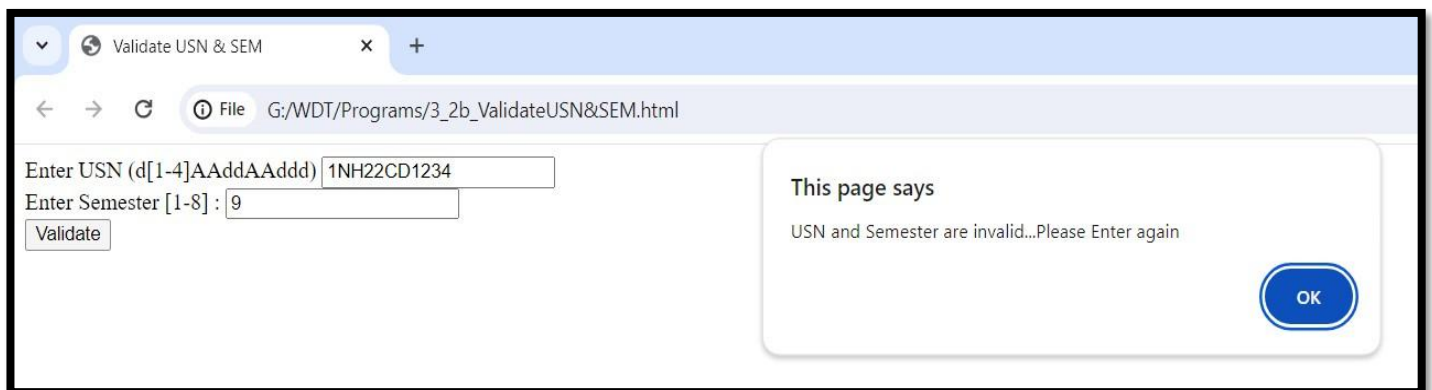 Validate USN & SEM
File G:/WDT/Programs/3_2b_ValidateUSN&SEM.html
Enter USN (d[1-4]AAddAAddd) 1NH22CD1234
Enter Semester [1-8] : 9
Validate
This page says
USN and Semester are invalid...Please Enter again
OK